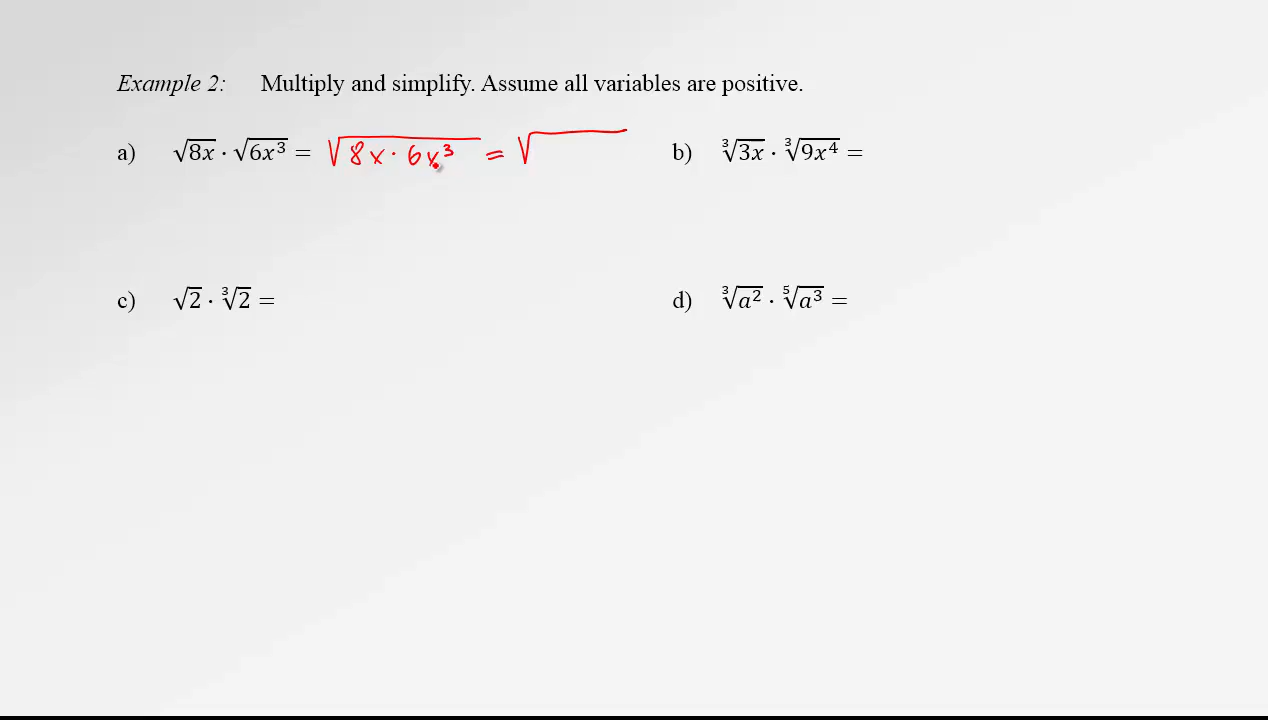 Example 2: Multiply and simplify. Assume all variables are positive.
a) √8x · √6x³ = √8x · 6x³ = √
b) ∛3x · ∛9x⁴ =
c) √2 · ∛2 =
d) ∛a² · ⁵√a³ =